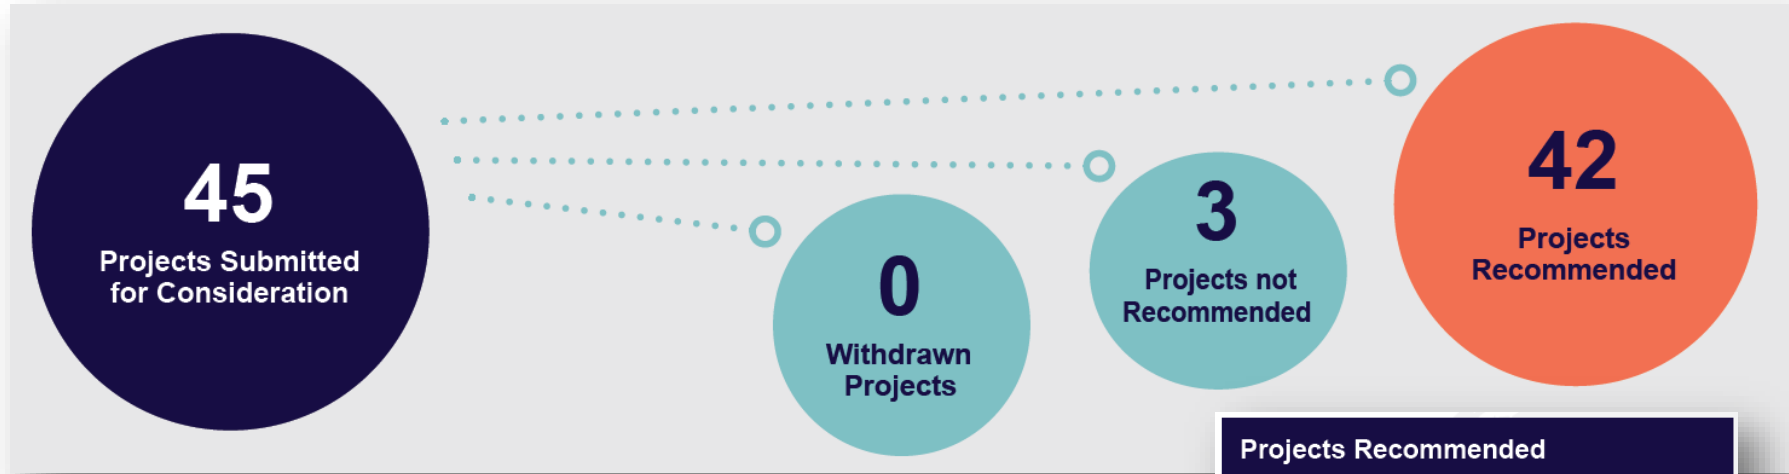 45
Projects Submitted
for Consideration
0
Withdrawn
Projects
3
Projects not
Recommended
42
Projects
Recommended
Projects Recommended